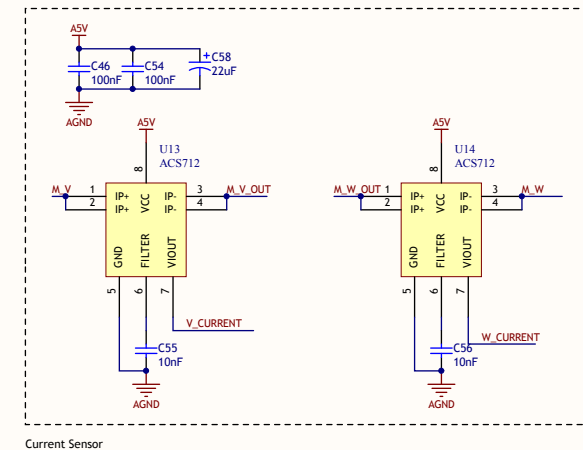 A5V
C46
100nF
C54
100nF
+
C58
22uF
AGND
A5V
U13
ACS712
8
M_V
1
2
IP+
IP+
VCC
IP-
IP-
3
4
M_V_OUT
GND
FILTER
VIOUT
5
6
7
V_CURRENT
C55
10nF
AGND
A5V
U14
ACS712
8
M_W_OUT
1
2
IP+
IP+
VCC
IP-
IP-
3
4
M_W
GND
FILTER
VIOUT
5
6
7
W_CURRENT
C56
10nF
AGND
Current Sensor